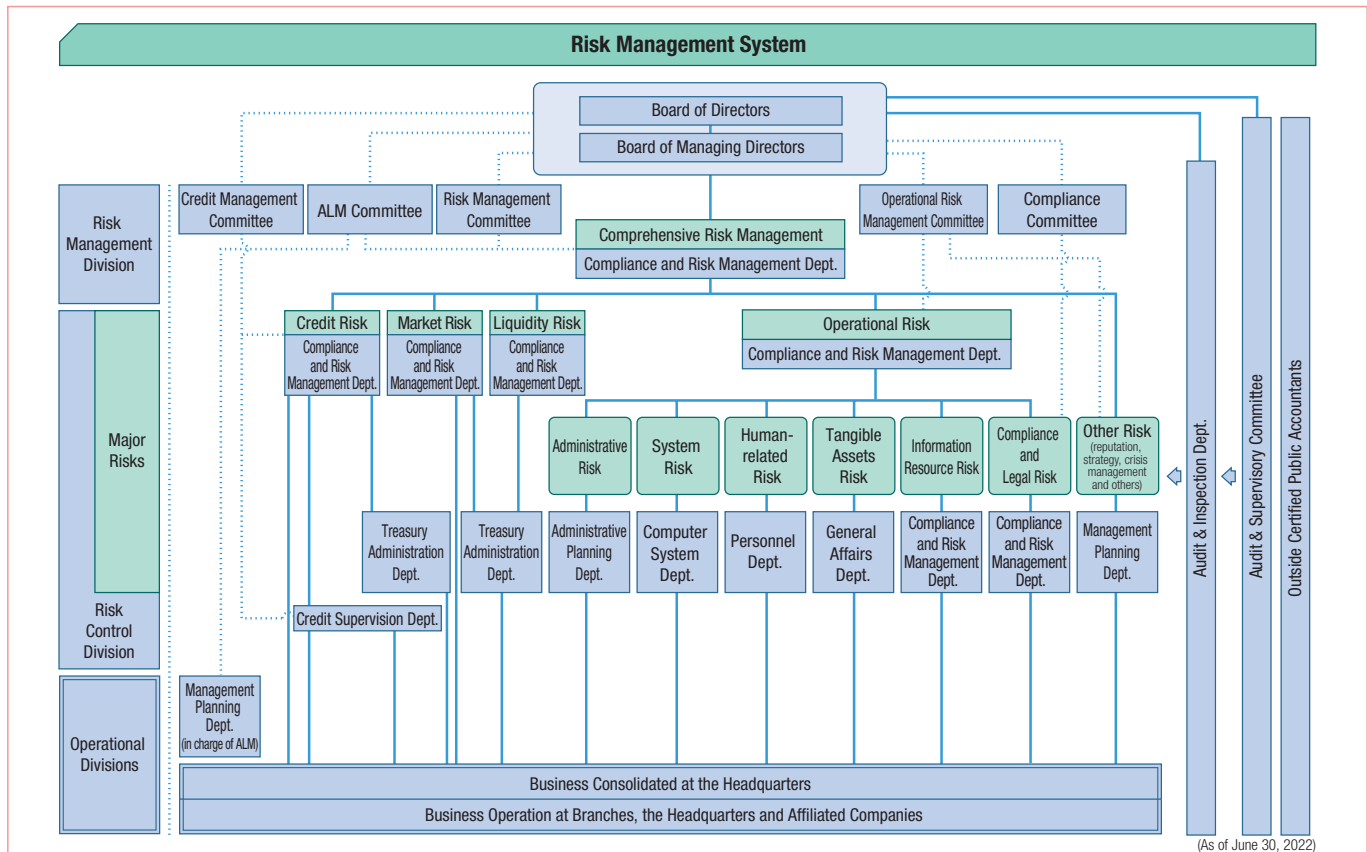 Risk Management System
Board of Directors
Board of Managing Directors
Risk
Management
Division
Credit Management
Committee
ALM Committee
Risk Management
Committee
Operational Risk
Management Committee
Compliance
Committee
Comprehensive Risk Management
Compliance and Risk Management Dept.
Major
Risks
Risk
Control
Division
Credit Risk
Compliance
and Risk
Management Dept.
Market Risk
Compliance
and Risk
Management Dept.
Liquidity Risk
Compliance
and Risk
Management Dept.
Operational Risk
Compliance and Risk Management Dept.
Administrative
Risk
System
Risk
Human-
related Risk
Tangible
Assets
Risk
Information
Resource Risk
Compliance
and
Legal Risk
Other Risk
(reputation,
strategy, crisis
management
and others)
Treasury
Administration
Dept.
Treasury
Administration
Dept.
Administrative
Planning Dept.
Computer
System
Dept.
Personnel
Dept.
General
Affairs
Dept.
Compliance
and Risk
Management
Dept.
Compliance
and Risk
Management
Dept.
Management
Planning Dept.
Credit Supervision Dept.
Operational
Divisions
Management
Planning
Dept.
(in charge of ALM)
Business Consolidated at the Headquarters
Business Operation at Branches, the Headquarters and Affiliated Companies
Audit & Inspection Dept.
Audit & Supervisory Committee
Outside Certified Public Accountants
(As of June 30, 2022)